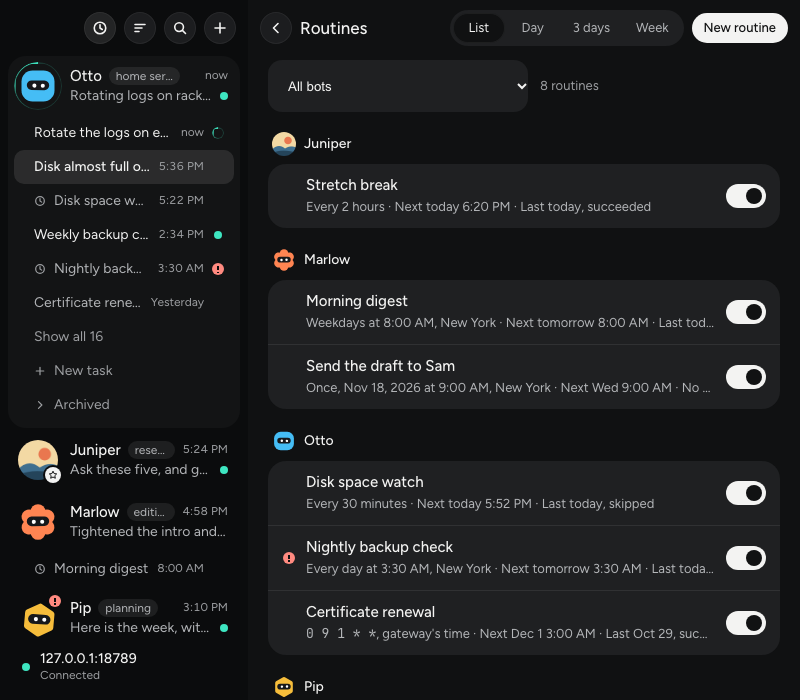 Otto home ser... now
Rotating logs on rack...
Rotate the logs on e... now
Disk almost full o... 5:36 PM
Disk space w... 5:22 PM
Weekly backup c... 2:34 PM
Nightly back... 3:30 AM
Certificate rene... Yesterday
Show all 16
New task
Archived
Juniper rese... 5:24 PM
Ask these five, and g...
Marlow editi... 4:58 PM
Tightened the intro and...
Morning digest 8:00 AM
Pip planning 3:10 PM
Here is the week, wit...
127.0.0.1:18789
Connected
Routines List Day 3 days Week New routine
All bots 8 routines
Juniper
Stretch break
Every 2 hours · Next today 6:20 PM · Last today, succeeded
Marlow
Morning digest
Weekdays at 8:00 AM, New York · Next tomorrow 8:00 AM · Last tod...
Send the draft to Sam
Once, Nov 18, 2026 at 9:00 AM, New York · Next Wed 9:00 AM · No ...
Otto
Disk space watch
Every 30 minutes · Next today 5:52 PM · Last today, skipped
Nightly backup check
Every day at 3:30 AM, New York · Next tomorrow 3:30 AM · Last toda...
Certificate renewal
0 9 1 * *, gateway's time · Next Dec 1 3:00 AM · Last Oct 29, suc...
Pip